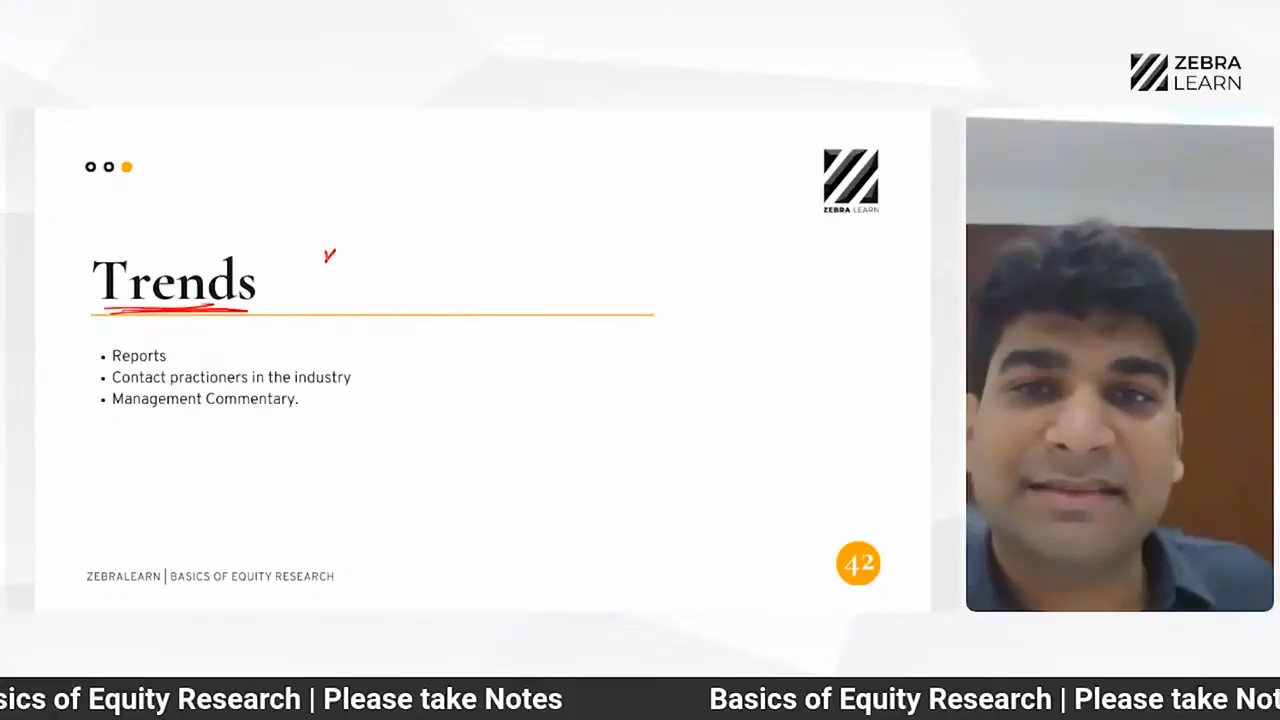 ZEBRA
LEARN
ZEBRA LEARN
Trends
• Reports
• Contact practioners in the industry
• Management Commentary.
42
ZEBRALEARN | BASICS OF EQUITY RESEARCH
sics of Equity Research | Please take Notes
Basics of Equity Research | Please take Not